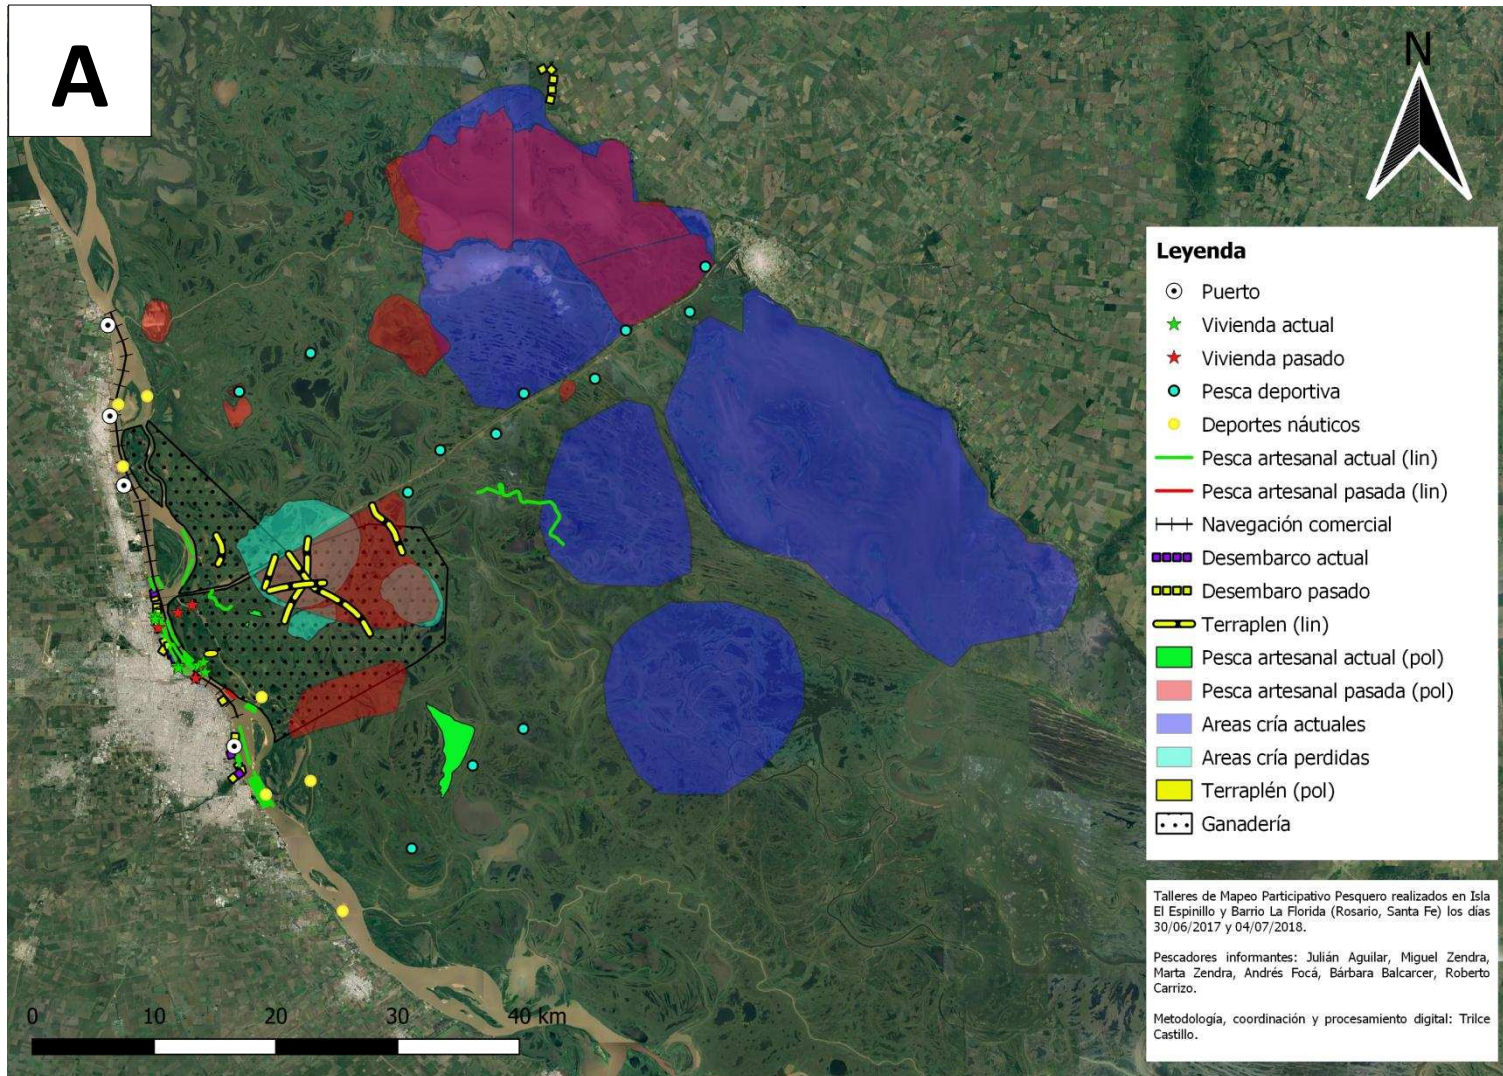 A
N
Leyenda
Puerto
Vivienda actual
Vivienda pasado
Pesca deportiva
Deportes náuticos
Pesca artesanal actual (lin)
Pesca artesanal pasada (lin)
Navegación comercial
Desembarco actual
Desembaro pasado
Terraplen (lin)
Pesca artesanal actual (pol)
Pesca artesanal pasada (pol)
Areas cría actuales
Areas cría perdidas
Terraplén (pol)
Ganadería
Talleres de Mapeo Participativo Pesquero realizados en Isla
El Espinillo y Barrio La Florida (Rosario, Santa Fe) los días
30/06/2017 y 04/07/2018.
Pescadores informantes: Julián Aguilar, Miguel Zendra,
Marta Zendra, Andrés Focá, Bárbara Balcarcer, Roberto
Carrizo.
Metodología, coordinación y procesamiento digital: Trilce
Castillo.
0 10 20 30 40 km